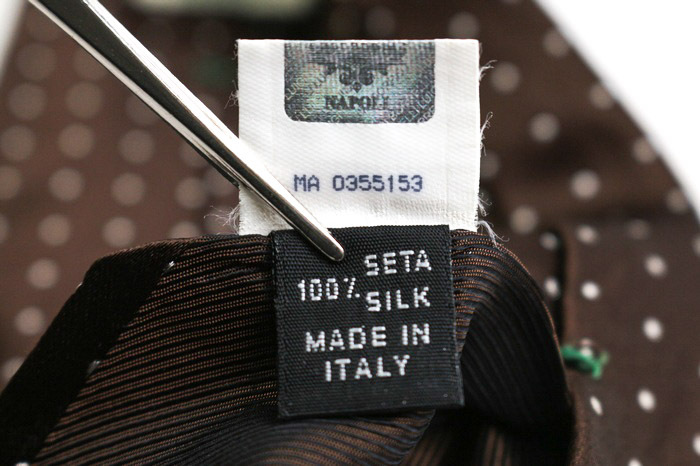 NAPOLI
MA 0355153
100% SETA
SILK
MADE IN
ITALY